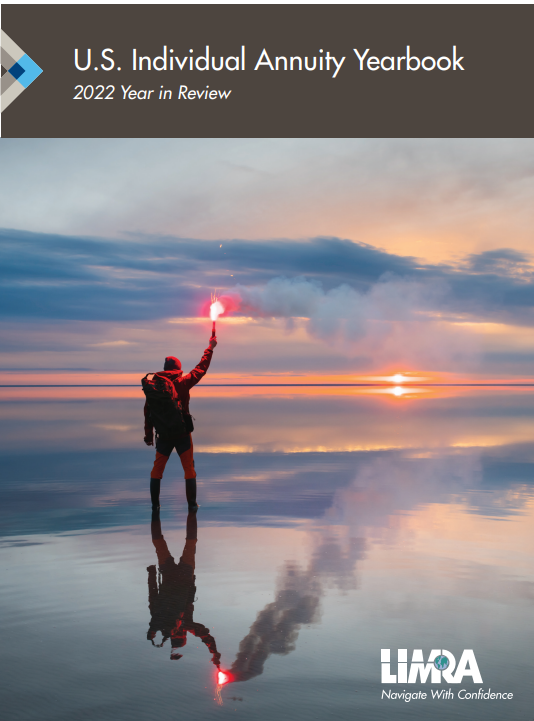 U.S. Individual Annuity Yearbook
2022 Year in Review
LIMRA
Navigate With Confidence